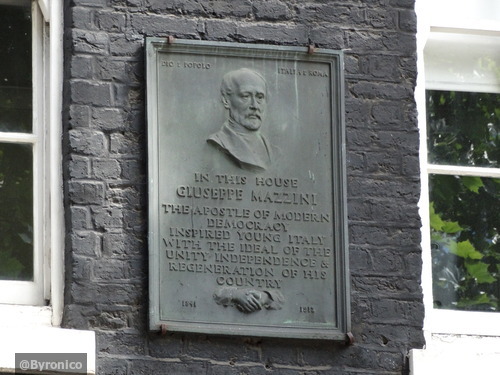 DIO E POPOLO
ITALIA E ROMA
IN THIS HOUSE
GIUSEPPE MAZZINI
THE APOSTLE OF MODERN
DEMOCRACY
INSPIRED YOUNG ITALY
WITH THE IDEAL OF THE
UNITY INDEPENDENCE &
REGENERATION OF HIS
COUNTRY
1841
@Byronico